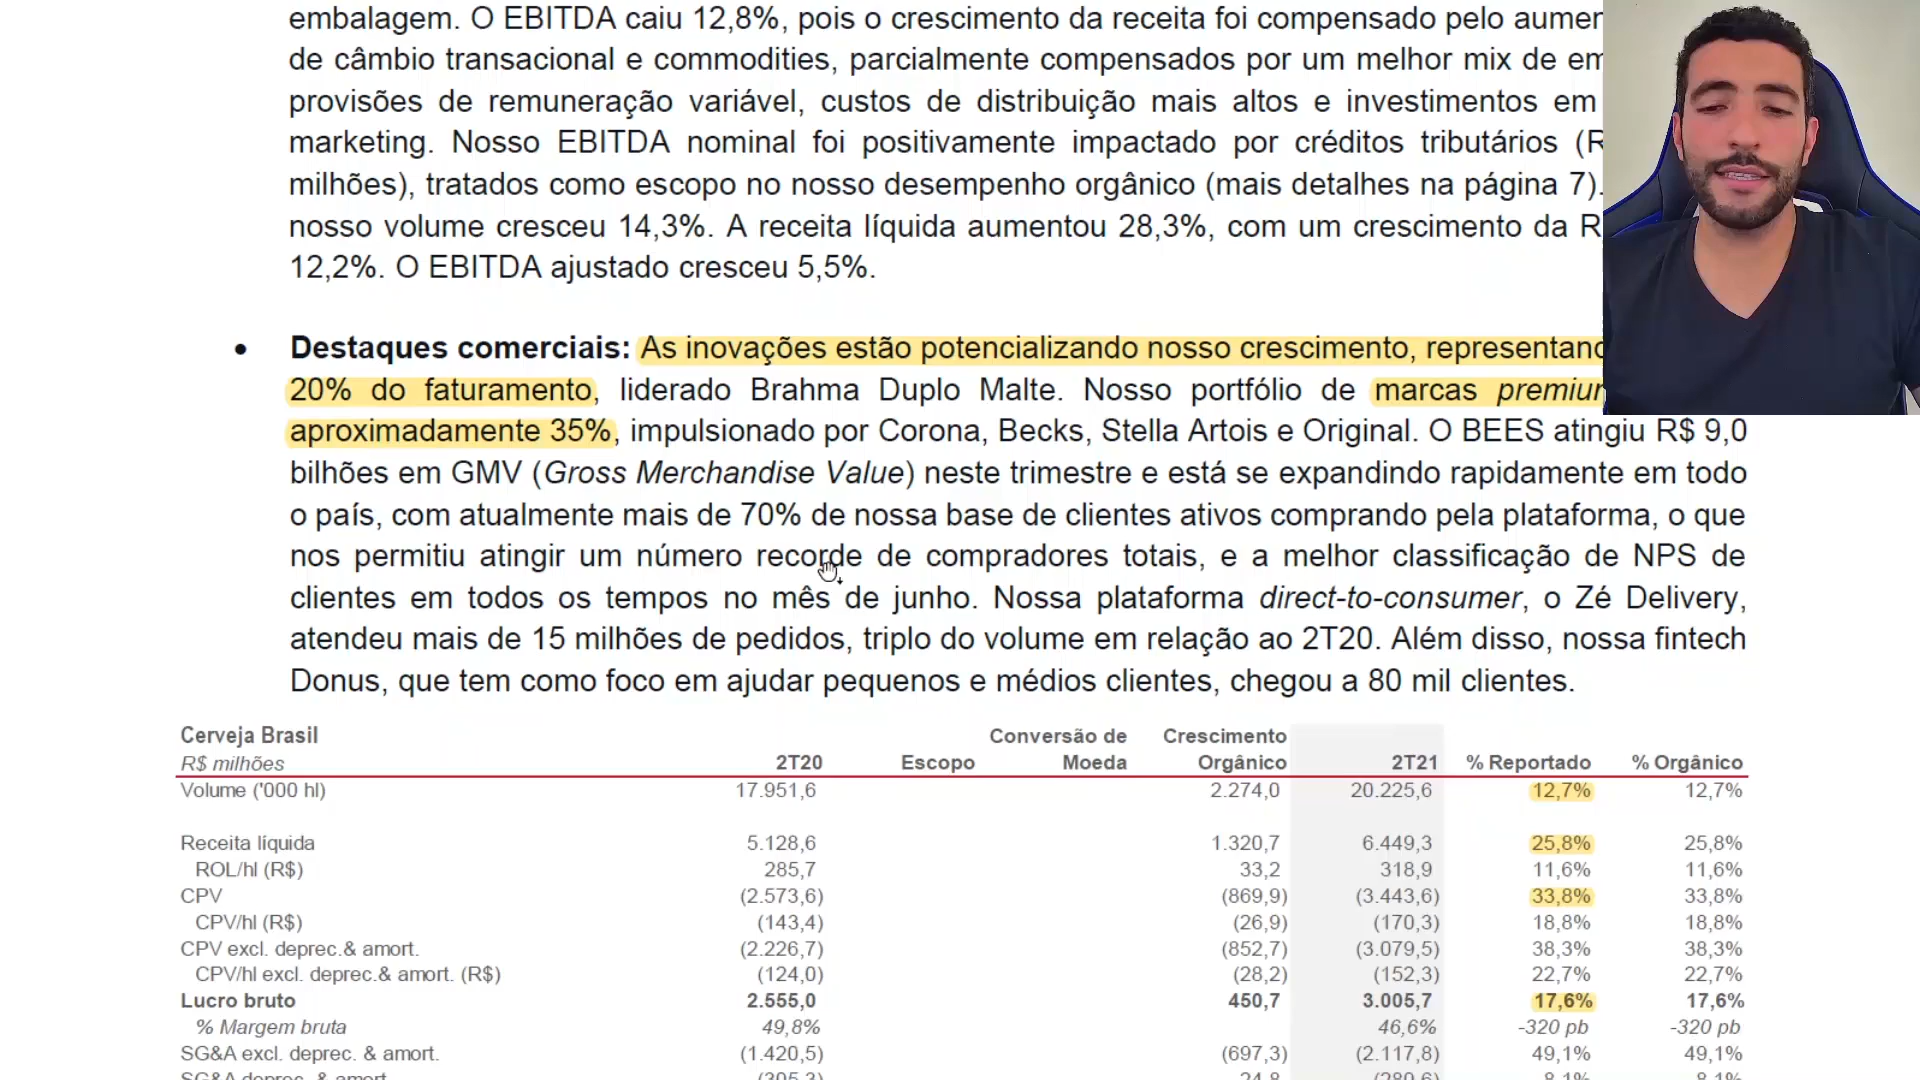 embalagem. O EBITDA caiu 12,8%, pois o crescimento da receita foi compensado pelo
de câmbio transacional e commodities, parcialmente compensados por um melhor mix de
provisões de remuneração variável, custos de distribuição mais altos e investimentos em
marketing. Nosso EBITDA nominal foi positivamente impactado por créditos tributários
milhões), tratados como escopo no nosso desempenho orgânico (mais detalhes na página 7).
nosso volume cresceu 14,3%. A receita líquida aumentou 28,3%, com um crescimento da
12,2%. O EBITDA ajustado cresceu 5,5%.
• Destaques comerciais: As inovações estão potencializando nosso crescimento,
20% do faturamento, liderado Brahma Duplo Malte. Nosso portfólio de marcas
aproximadamente 35%, impulsionado por Corona, Becks, Stella Artois e Original. O BEES atingiu R$ 9,0
bilhões em GMV (Gross Merchandise Value) neste trimestre e está se expandindo rapidamente em todo
o país, com atualmente mais de 70% de nossa base de clientes ativos comprando pela plataforma, o que
nos permitiu atingir um número recorde de compradores totais, e a melhor classificação de NPS de
clientes em todos os tempos no mês de junho. Nossa plataforma direct-to-consumer, o Zé Delivery,
atendeu mais de 15 milhões de pedidos, triplo do volume em relação ao 2T20. Além disso, nossa fintech
Donus, que tem como foco em ajudar pequenos e médios clientes, chegou a 80 mil clientes.
Cerveja Brasil Conversão de Crescimento
R$ milhões 2T20 Escopo Moeda Orgânico 2T21 % Reportado % Orgânico
Volume ('000 hl) 17.951,6 2.274,0 20.225,6 12,7% 12,7%
Receita líquida 5.128,6 1.320,7 6.449,3 25,8% 25,8%
ROL/hl (R$) 285,7 33,2 318,9 11,6% 11,6%
CPV (2.573,6) (869,9) (3.443,6) 33,8% 33,8%
CPV/hl (R$) (143,4) (26,9) (170,3) 18,8% 18,8%
CPV excl. deprec.& amort. (2.226,7) (852,7) (3.079,5) 38,3% 38,3%
CPV/hl excl. deprec.& amort. (R$) (124,0) (28,2) (152,3) 22,7% 22,7%
Lucro bruto 2.555,0 450,7 3.005,7 17,6% 17,6%
% Margem bruta 49,8% 46,6% -320 pb -320 pb
SG&A excl. deprec. & amort. (1.420,5) (697,3) (2.117,8) 49,1% 49,1%